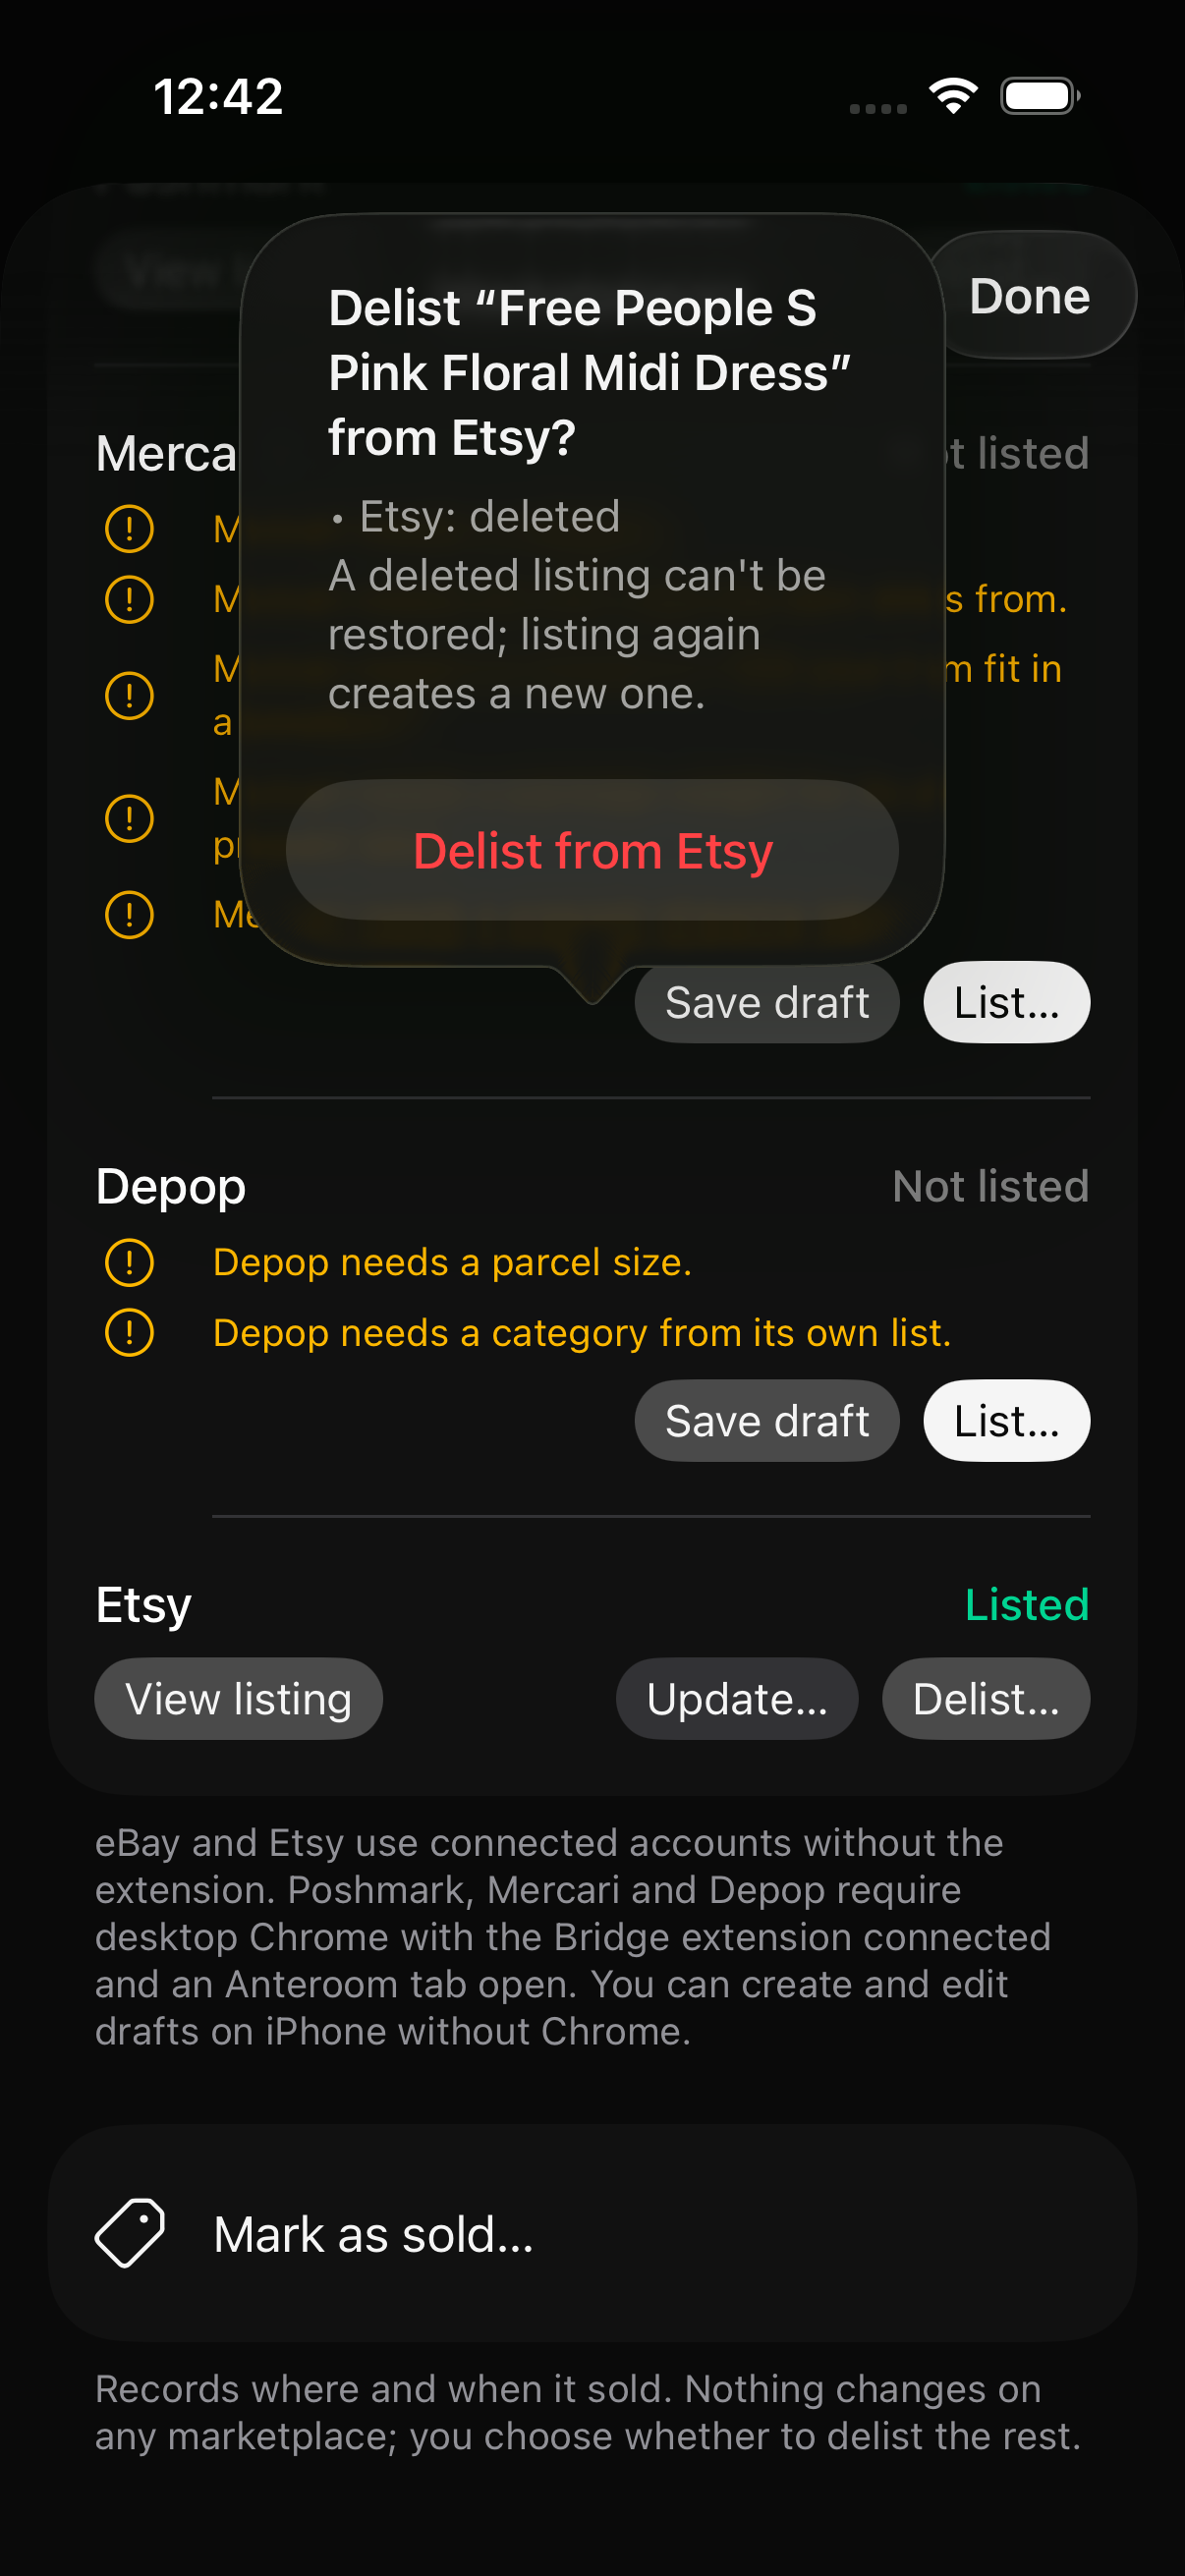 12:42
Done
Delist “Free People S
Pink Floral Midi Dress”
from Etsy?
• Etsy: deleted
A deleted listing can't be
restored; listing again
creates a new one.
Delist from Etsy
listed
s from.
fit in
a
Save draft
List...
Depop
Not listed
Depop needs a parcel size.
Depop needs a category from its own list.
Save draft
List...
Etsy
Listed
View listing
Update...
Delist...
eBay and Etsy use connected accounts without the
extension. Poshmark, Mercari and Depop require
desktop Chrome with the Bridge extension connected
and an Anteroom tab open. You can create and edit
drafts on iPhone without Chrome.
Mark as sold...
Records where and when it sold. Nothing changes on
any marketplace; you choose whether to delist the rest.